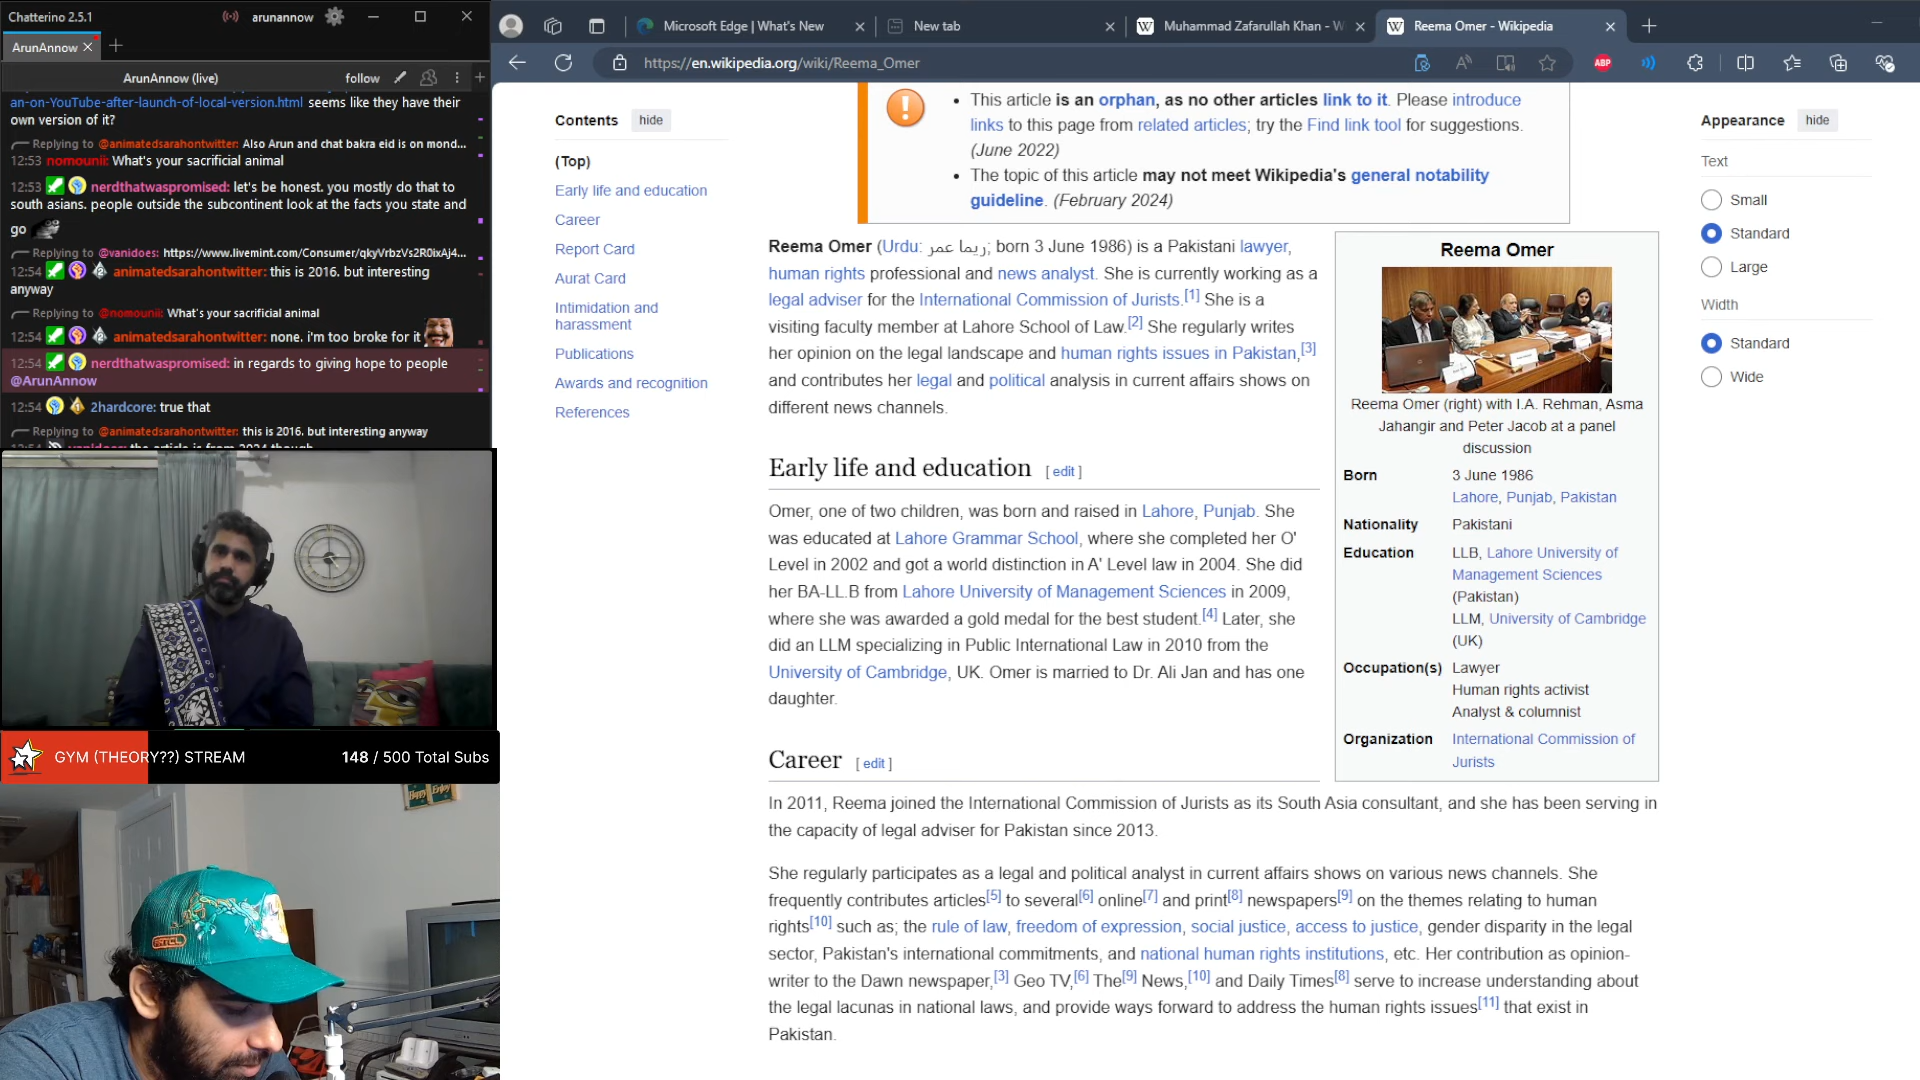 Chatterino 2.5.1
arunannow
ArunAnnow
ArunAnnow (live)
follow
an-on-YouTube-after-launch-of-local-version.html seems like they have their
own version of it?
Replying to @animatedsarahontwitter: Also Arun and chat bakra eid is on mond...
12:53 nomounii: What's your sacrificial animal
12:53 nerdthatwaspromised: let's be honest. you mostly do that to
south asians. people outside the subcontinent look at the facts you state and
go
Replying to @vanidoes: https://www.livemint.com/Consumer/qkyVrbzVs2R0ixAj4...
12:54 animatedsarahontwitter: this is 2016. but interesting
anyway
Replying to @nomounii: What's your sacrificial animal
12:54 animatedsarahontwitter: none. i'm too broke for it
12:54 nerdthatwaspromised: in regards to giving hope to people
@ArunAnnow
12:54 2hardcore: true that
Replying to @animatedsarahontwitter: this is 2016. but interesting anyway
GYM (THEORY??) STREAM
148 / 500 Total Subs
Microsoft Edge | What's New
New tab
Muhammad Zafarullah Khan - W
Reema Omer - Wikipedia
https://en.wikipedia.org/wiki/Reema_Omer
ABP
Contents
hide
(Top)
Early life and education
Career
Report Card
Aurat Card
Intimidation and
harassment
Publications
Awards and recognition
References
• This article is an orphan, as no other articles link to it. Please introduce
links to this page from related articles; try the Find link tool for suggestions.
(June 2022)
• The topic of this article may not meet Wikipedia's general notability
guideline. (February 2024)
Reema Omer (Urdu: ریما عمر; born 3 June 1986) is a Pakistani lawyer,
human rights professional and news analyst. She is currently working as a
legal adviser for the International Commission of Jurists.[1] She is a
visiting faculty member at Lahore School of Law.[2] She regularly writes
her opinion on the legal landscape and human rights issues in Pakistan,[3]
and contributes her legal and political analysis in current affairs shows on
different news channels.
Early life and education [ edit ]
Omer, one of two children, was born and raised in Lahore, Punjab. She
was educated at Lahore Grammar School, where she completed her O'
Level in 2002 and got a world distinction in A' Level law in 2004. She did
her BA-LL.B from Lahore University of Management Sciences in 2009,
where she was awarded a gold medal for the best student.[4] Later, she
did an LLM specializing in Public International Law in 2010 from the
University of Cambridge, UK. Omer is married to Dr. Ali Jan and has one
daughter.
Reema Omer
Reema Omer (right) with I.A. Rehman, Asma
Jahangir and Peter Jacob at a panel
discussion
Born 3 June 1986
Lahore, Punjab, Pakistan
Nationality Pakistani
Education LLB, Lahore University of
Management Sciences
(Pakistan)
LLM, University of Cambridge
(UK)
Occupation(s) Lawyer
Human rights activist
Analyst & columnist
Organization International Commission of
Jurists
Career [ edit ]
In 2011, Reema joined the International Commission of Jurists as its South Asia consultant, and she has been serving in
the capacity of legal adviser for Pakistan since 2013.
She regularly participates as a legal and political analyst in current affairs shows on various news channels. She
frequently contributes articles[5] to several[6] online[7] and print[8] newspapers[9] on the themes relating to human
rights[10] such as; the rule of law, freedom of expression, social justice, access to justice, gender disparity in the legal
sector, Pakistan's international commitments, and national human rights institutions, etc. Her contribution as opinion-
writer to the Dawn newspaper,[3] Geo TV,[6] The[9] News,[10] and Daily Times[8] serve to increase understanding about
the legal lacunas in national laws, and provide ways forward to address the human rights issues[11] that exist in
Pakistan.
Appearance
hide
Text
Small
Standard
Large
Width
Standard
Wide